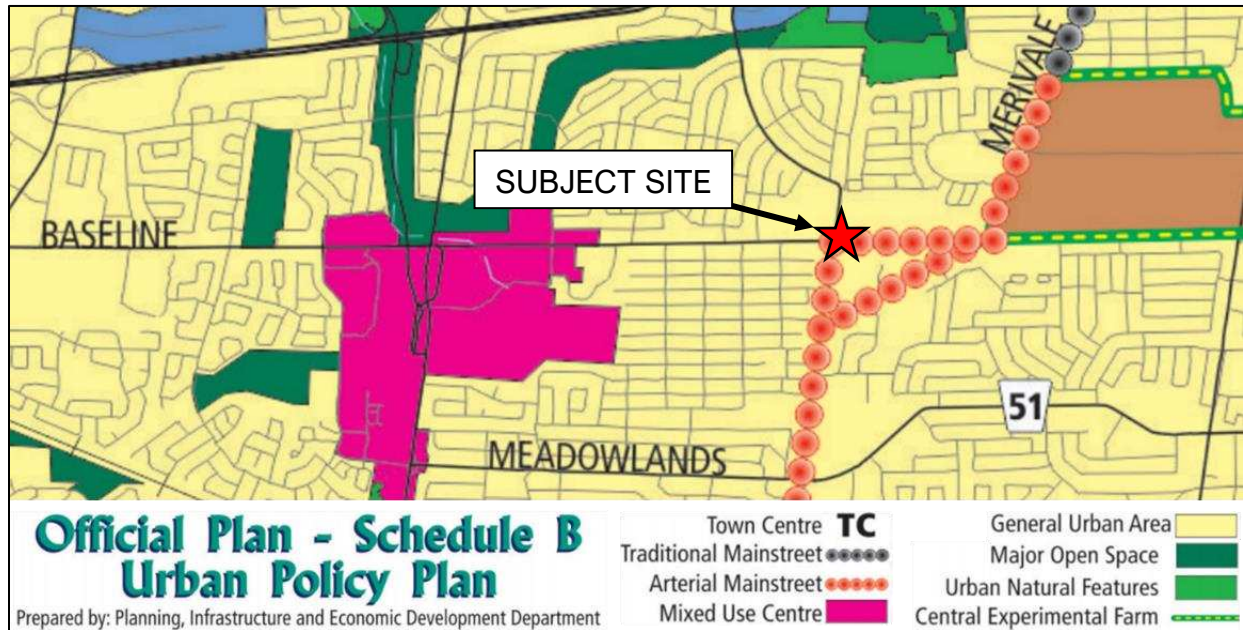 MERIVALE
SUBJECT SITE
BASELINE
51
MEADOWLANDS
Official Plan - Schedule B
Urban Policy Plan
Prepared by: Planning, Infrastructure and Economic Development Department
Town Centre TC
Traditional Mainstreet
Arterial Mainstreet
Mixed Use Centre
General Urban Area
Major Open Space
Urban Natural Features
Central Experimental Farm